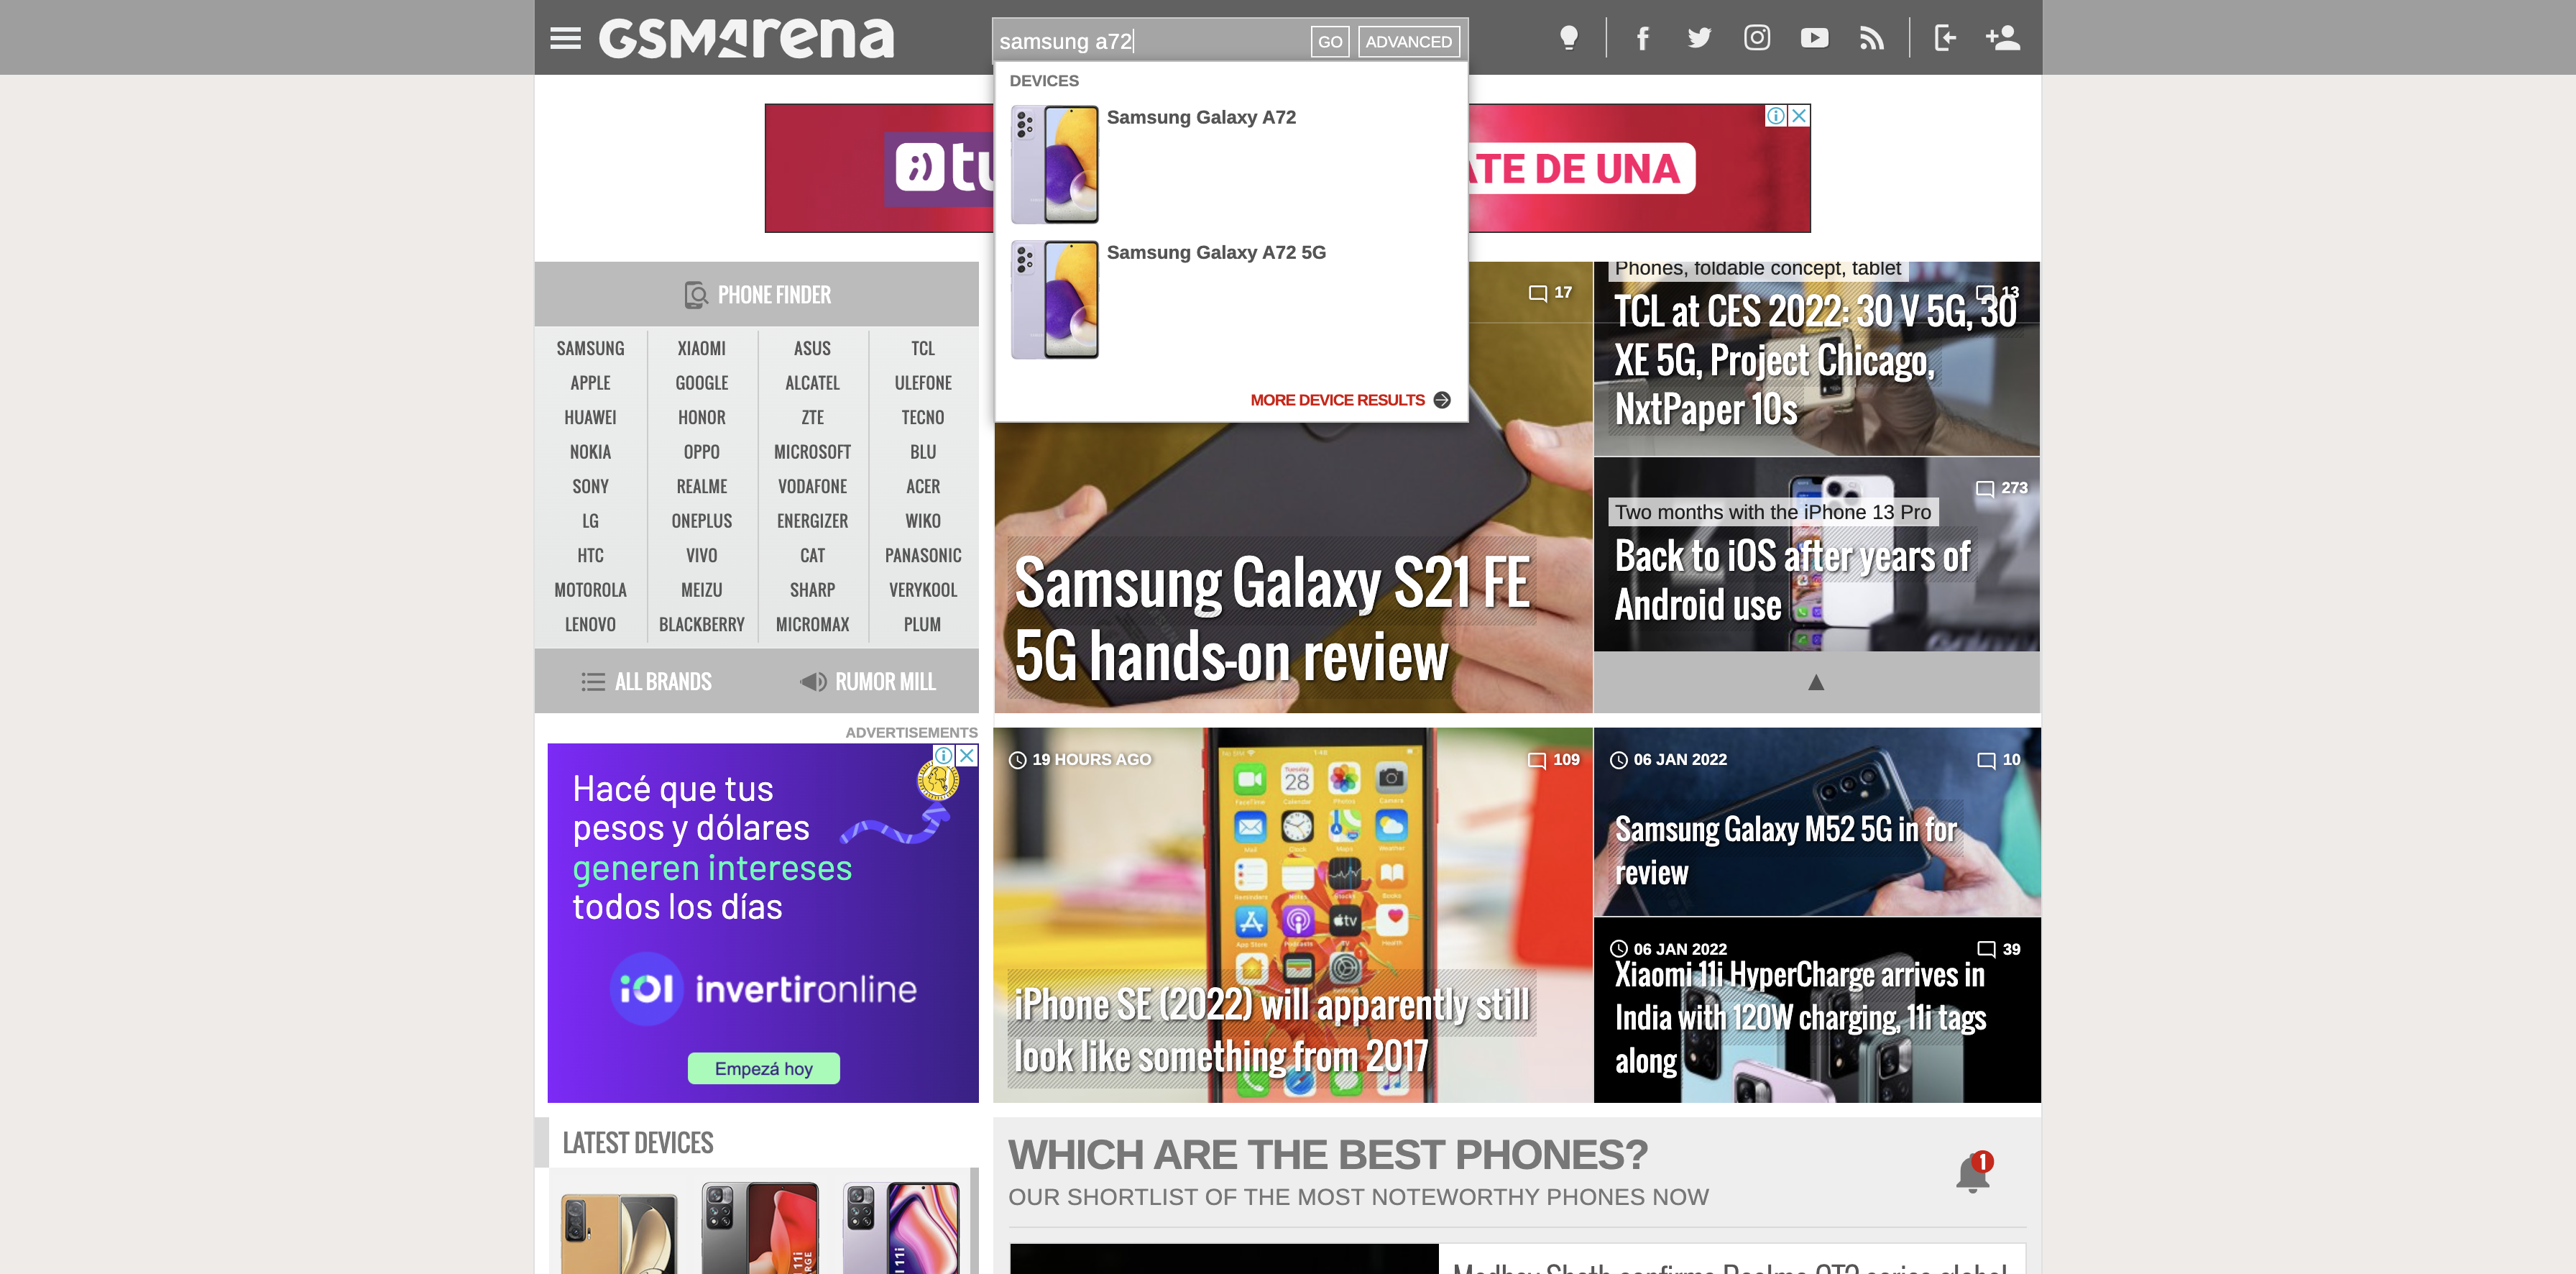 GSMArena
samsung a72
GO
ADVANCED
DEVICES
Samsung Galaxy A72
Samsung Galaxy A72 5G
MORE DEVICE RESULTS
ATE DE UNA
PHONE FINDER
SAMSUNG XIAOMI ASUS TCL
APPLE GOOGLE ALCATEL ULEFONE
HUAWEI HONOR ZTE TECNO
NOKIA OPPO MICROSOFT BLU
SONY REALME VODAFONE ACER
LG ONEPLUS ENERGIZER WIKO
HTC VIVO CAT PANASONIC
MOTOROLA MEIZU SHARP VERYKOOL
LENOVO BLACKBERRY MICROMAX PLUM
ALL BRANDS
RUMOR MILL
17
Samsung Galaxy S21 FE
5G hands-on review
Phones, foldable concept, tablet
13
TCL at CES 2022: 30 V 5G, 30
XE 5G, Project Chicago,
NxtPaper 10s
273
Two months with the iPhone 13 Pro
Back to iOS after years of
Android use
ADVERTISEMENTS
Hacé que tus
pesos y dólares
generen intereses
todos los días
iOl invertironline
Empezá hoy
19 HOURS AGO
109
iPhone SE (2022) will apparently still
look like something from 2017
06 JAN 2022
10
Samsung Galaxy M52 5G in for
review
06 JAN 2022
39
Xiaomi 11i HyperCharge arrives in
India with 120W charging, 11i tags
along
LATEST DEVICES
WHICH ARE THE BEST PHONES?
OUR SHORTLIST OF THE MOST NOTEWORTHY PHONES NOW
1